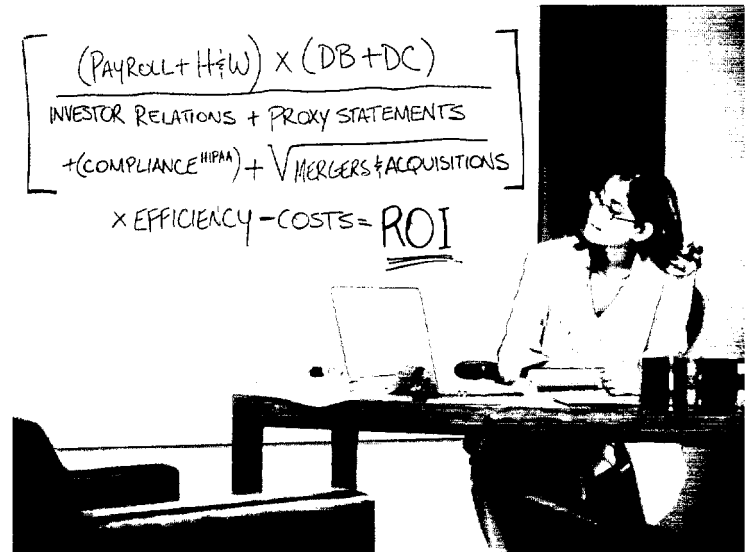 (PAYROLL + H&W) X (DB + DC)
INVESTOR RELATIONS + PROXY STATEMENTS
+(COMPLIANCE^HIPAA) + √MERGERS & ACQUISITIONS
X EFFICIENCY - COSTS = ROI